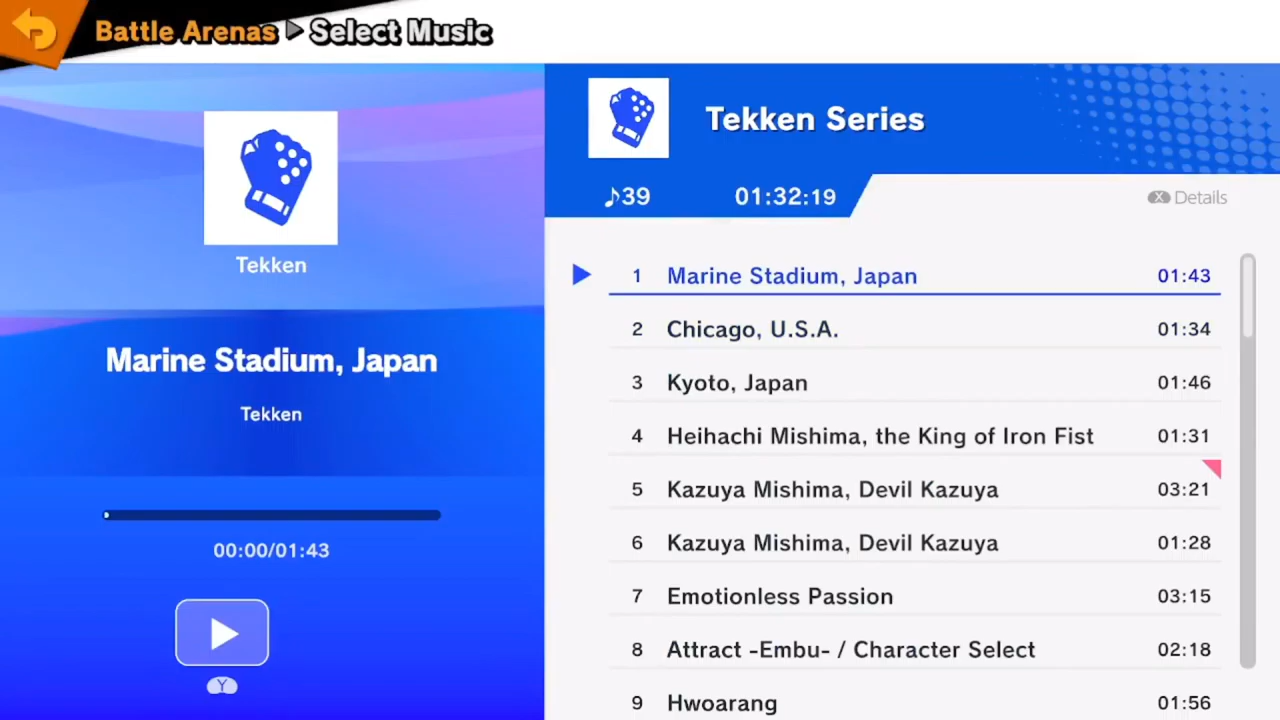 Battle Arenas ▶ Select Music
Tekken
Marine Stadium, Japan
Tekken
00:00/01:43
Y
Tekken Series
♪39 01:32:19
X Details
1 Marine Stadium, Japan 01:43
2 Chicago, U.S.A. 01:34
3 Kyoto, Japan 01:46
4 Heihachi Mishima, the King of Iron Fist 01:31
5 Kazuya Mishima, Devil Kazuya 03:21
6 Kazuya Mishima, Devil Kazuya 01:28
7 Emotionless Passion 03:15
8 Attract -Embu- / Character Select 02:18
9 Hwoarang 01:56